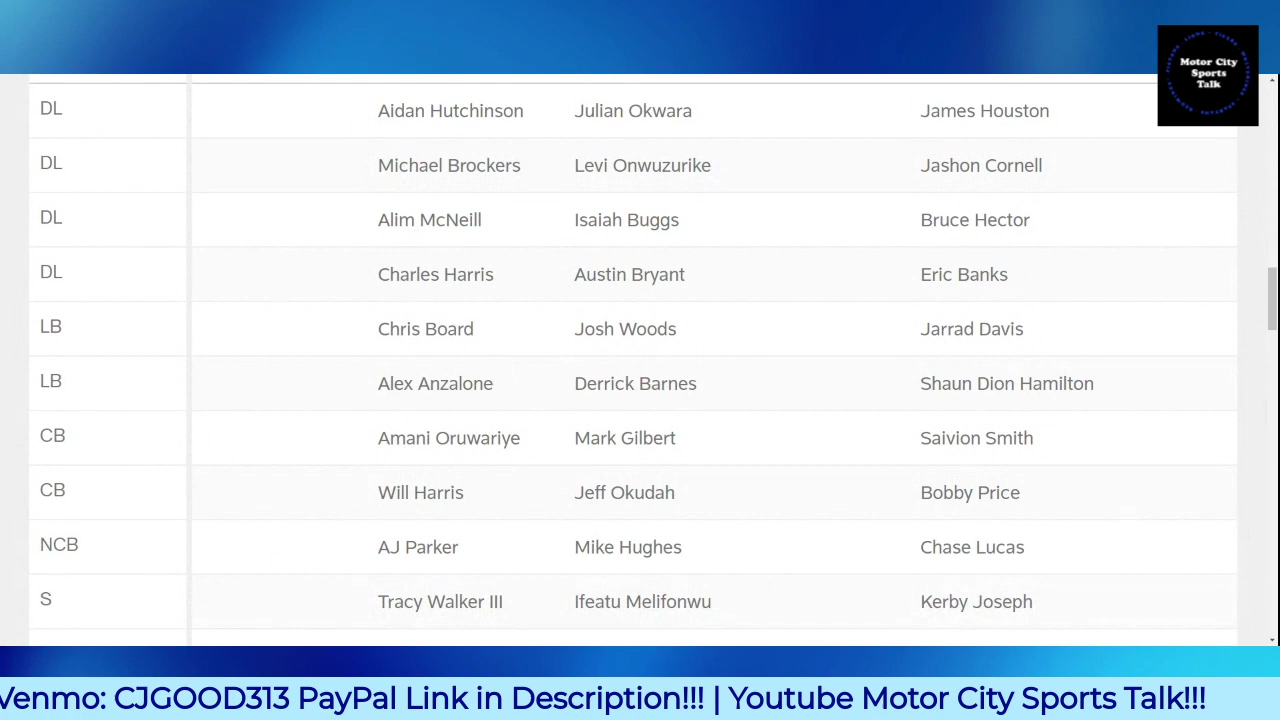 Motor City
Sports
Talk
DL Aidan Hutchinson Julian Okwara James Houston
DL Michael Brockers Levi Onwuzurike Jashon Cornell
DL Alim McNeill Isaiah Buggs Bruce Hector
DL Charles Harris Austin Bryant Eric Banks
LB Chris Board Josh Woods Jarrad Davis
LB Alex Anzalone Derrick Barnes Shaun Dion Hamilton
CB Amani Oruwariye Mark Gilbert Saivion Smith
CB Will Harris Jeff Okudah Bobby Price
NCB AJ Parker Mike Hughes Chase Lucas
S Tracy Walker III Ifeatu Melifonwu Kerby Joseph
Venmo: CJGOOD313 PayPal Link in Description!!! | Youtube Motor City Sports Talk!!!